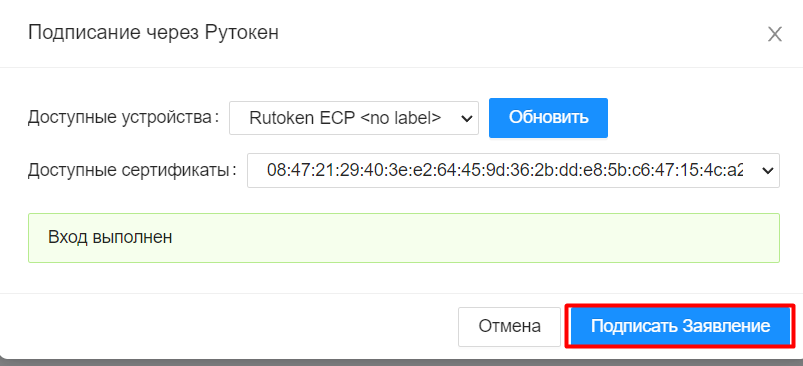 Подписание через Рутокен
Доступные устройства: Rutoken ECP <no label> Обновить
Доступные сертификаты: 08:47:21:29:40:3e:e2:64:45:9d:36:2b:dd:e8:5b:c6:47:15:4c:a2
Вход выполнен
Отмена Подписать Заявление